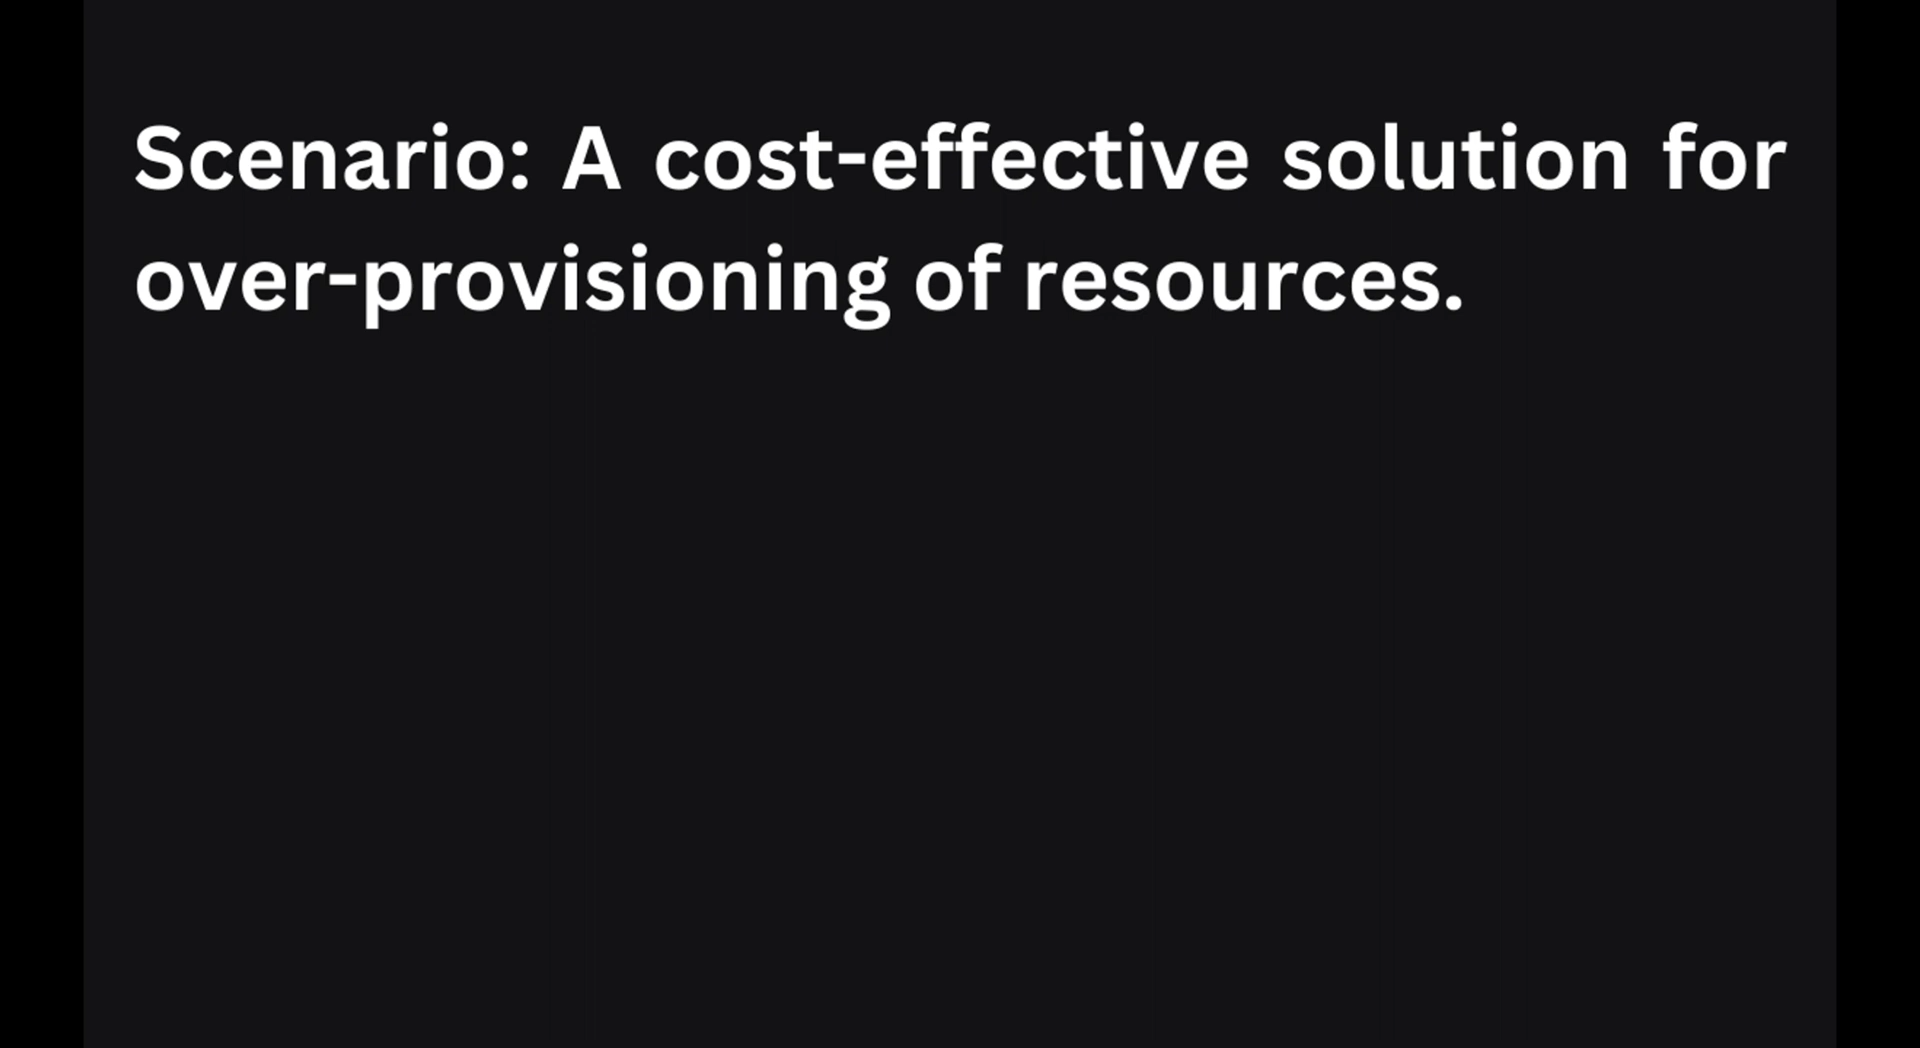 Scenario: A cost-effective solution for
over-provisioning of resources.